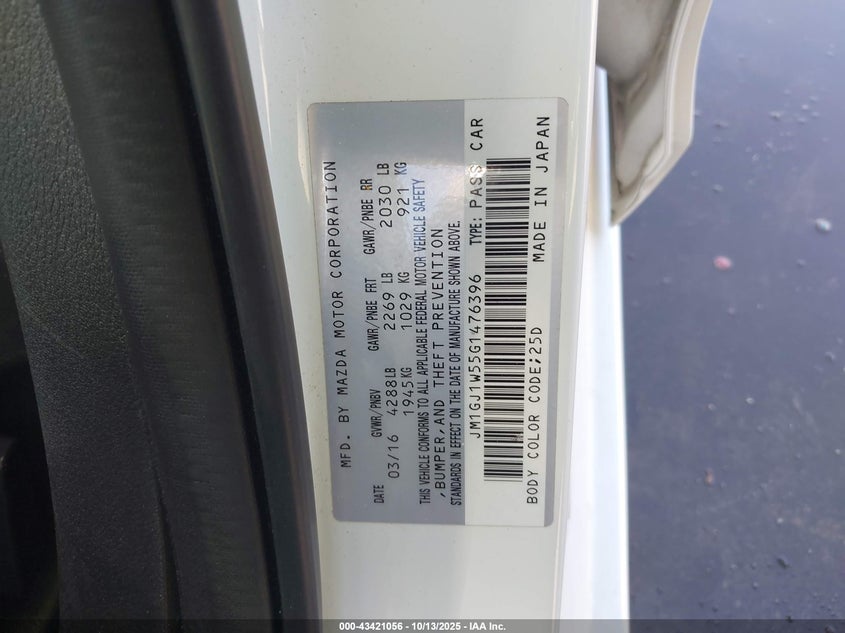 MFD. BY MAZDA MOTOR CORPORATION
DATE GVWR/PNBV GAWR/PNBE FRT GAWR/PNBE RR
03/16 4288LB 2269 LB 2030 LB
1945KG 1029 KG 921 KG
THIS VEHICLE CONFORMS TO ALL APPLICABLE FEDERAL MOTOR VEHICLE SAFETY
,BUMPER,AND THEFT PREVENTION
STANDARDS IN EFFECT ON THE DATE OF MANUFACTURE SHOWN ABOVE.
JM1GJ1W55G1476396 TYPE: PASS CAR
BODY COLOR CODE;25D MADE IN JAPAN
000-43421056 - 10/13/2025 - IAA Inc.